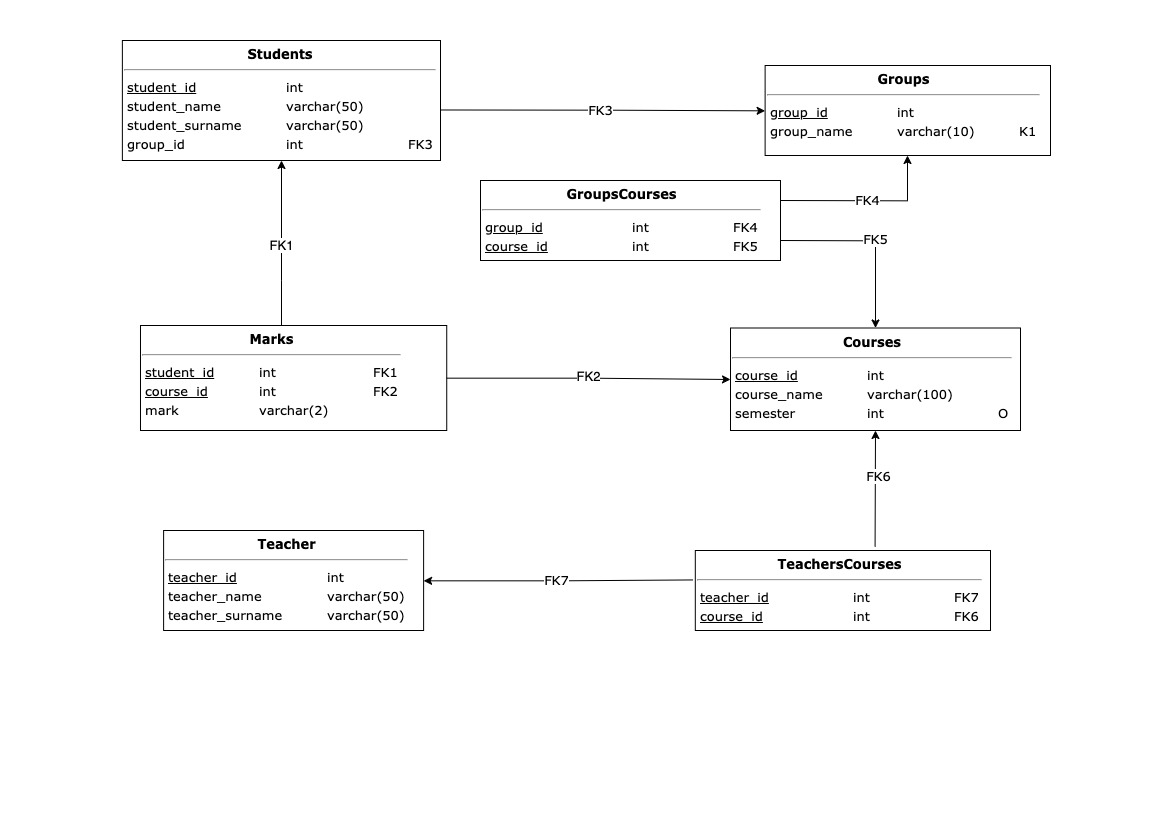 Students
student_id int
student_name varchar(50)
student_surname varchar(50)
group_id int FK3
FK3
Groups
group_id int
group_name varchar(10) K1
GroupsCourses
group_id int FK4
course_id int FK5
FK4
FK5
FK1
Marks
student_id int FK1
course_id int FK2
mark varchar(2)
FK2
Courses
course_id int
course_name varchar(100)
semester int O
FK6
Teacher
teacher_id int
teacher_name varchar(50)
teacher_surname varchar(50)
FK7
TeachersCourses
teacher_id int FK7
course_id int FK6